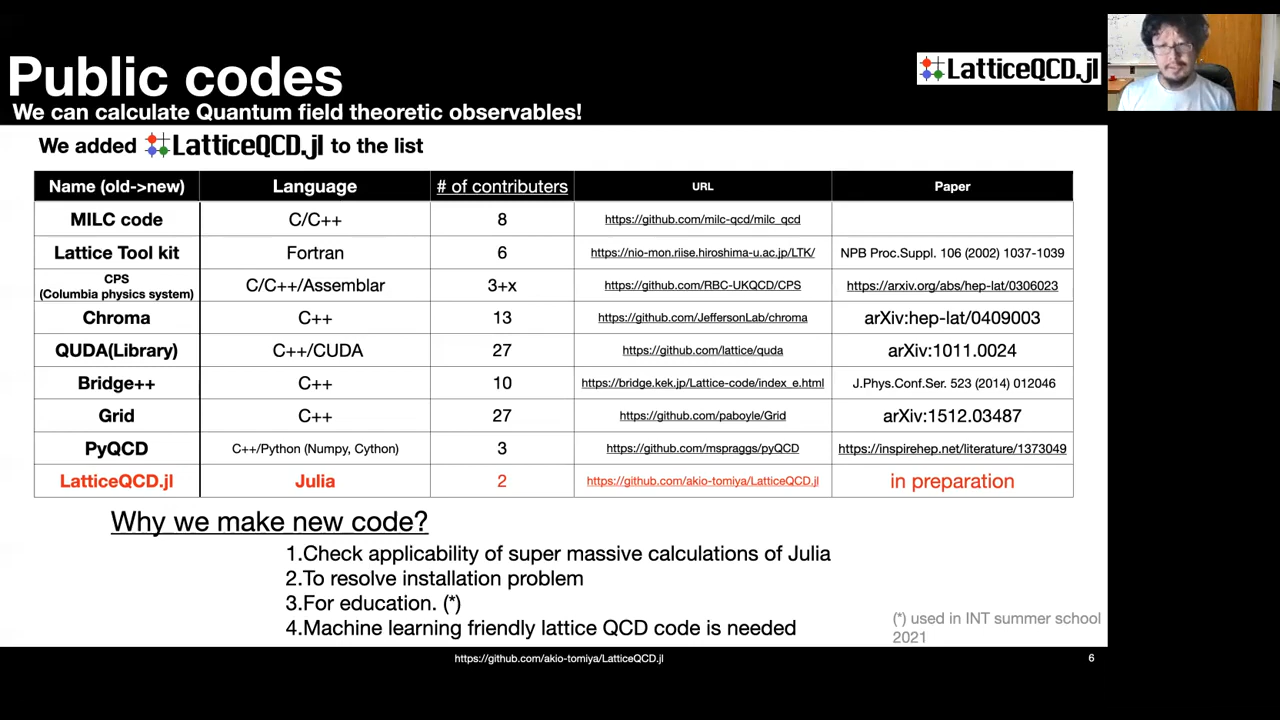 Public codes
LatticeQCD.jl
We can calculate Quantum field theoretic observables!
We added LatticeQCD.jl to the list
Name (old->new) Language # of contributers URL Paper
MILC code C/C++ 8 https://github.com/milc-qcd/milc_qcd
Lattice Tool kit Fortran 6 https://nio-mon.riise.hiroshima-u.ac.jp/LTK/ NPB Proc.Suppl. 106 (2002) 1037-1039
CPS
(Columbia physics system) C/C++/Assemblar 3+x https://github.com/RBC-UKQCD/CPS https://arxiv.org/abs/hep-lat/0306023
Chroma C++ 13 https://github.com/JeffersonLab/chroma arXiv:hep-lat/0409003
QUDA(Library) C++/CUDA 27 https://github.com/lattice/quda arXiv:1011.0024
Bridge++ C++ 10 https://bridge.kek.jp/Lattice-code/index_e.html J.Phys.Conf.Ser. 523 (2014) 012046
Grid C++ 27 https://github.com/paboyle/Grid arXiv:1512.03487
PyQCD C++/Python (Numpy, Cython) 3 https://github.com/mspraggs/pyQCD https://inspirehep.net/literature/1373049
LatticeQCD.jl Julia 2 https://github.com/akio-tomiya/LatticeQCD.jl in preparation
Why we make new code?
1.Check applicability of super massive calculations of Julia
2.To resolve installation problem
3.For education. (*)
4.Machine learning friendly lattice QCD code is needed
(*) used in INT summer school
2021
https://github.com/akio-tomiya/LatticeQCD.jl
6